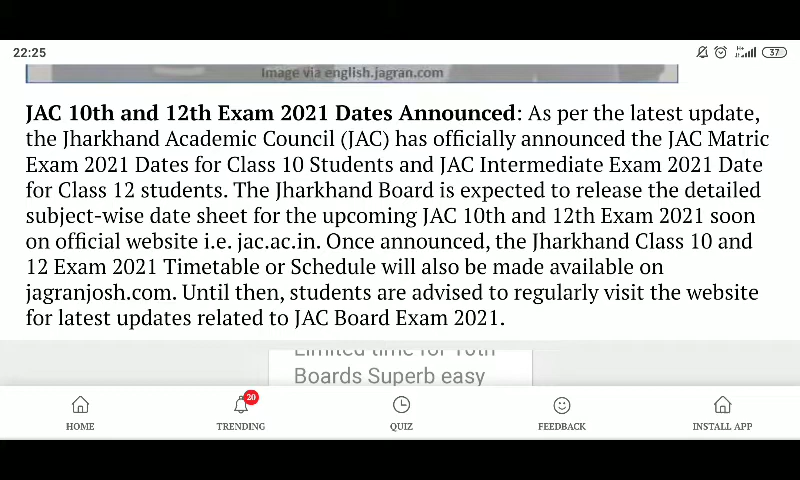 22:25
37
Image via english.jagran.com
JAC 10th and 12th Exam 2021 Dates Announced: As per the latest update,
the Jharkhand Academic Council (JAC) has officially announced the JAC Matric
Exam 2021 Dates for Class 10 Students and JAC Intermediate Exam 2021 Date
for Class 12 students. The Jharkhand Board is expected to release the detailed
subject-wise date sheet for the upcoming JAC 10th and 12th Exam 2021 soon
on official website i.e. jac.ac.in. Once announced, the Jharkhand Class 10 and
12 Exam 2021 Timetable or Schedule will also be made available on
jagranjosh.com. Until then, students are advised to regularly visit the website
for latest updates related to JAC Board Exam 2021.
Limited time for 10th
Boards Superb easy
20
HOME TRENDING QUIZ FEEDBACK INSTALL APP